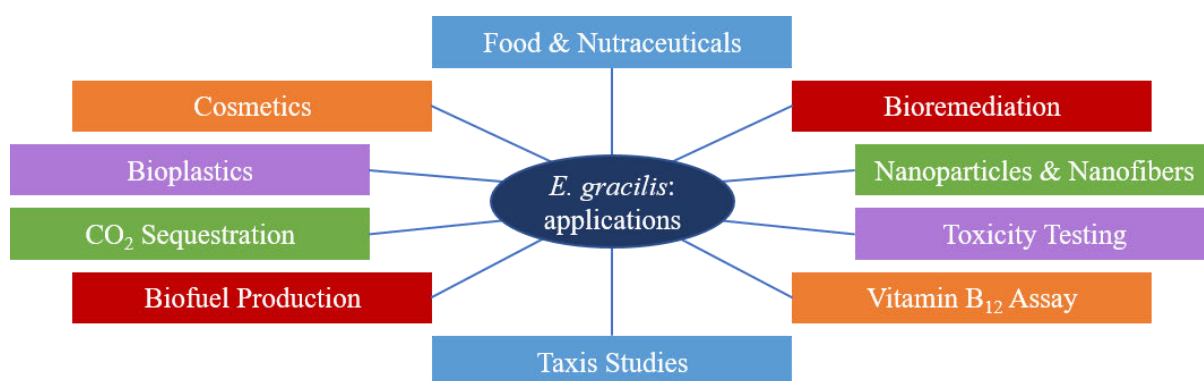 Food & Nutraceuticals
Cosmetics
Bioremediation
Bioplastics
Nanoparticles & Nanofibers
E. gracilis:
applications
CO₂ Sequestration
Toxicity Testing
Biofuel Production
Vitamin B₁₂ Assay
Taxis Studies